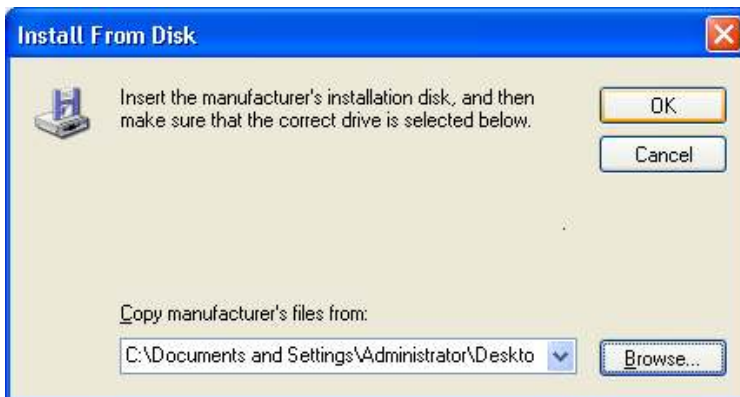 Install From Disk
Insert the manufacturer's installation disk, and then
make sure that the correct drive is selected below.
OK
Cancel
Copy manufacturer's files from:
C:\Documents and Settings\Administrator\Deskto
Browse...